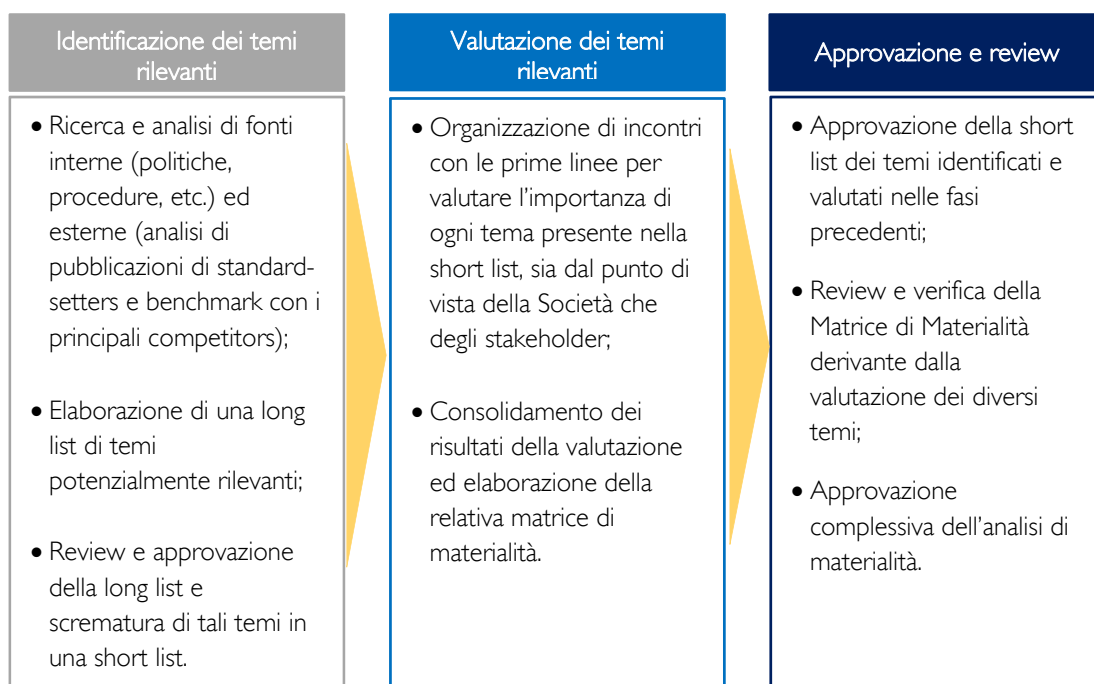 Identificazione dei temi
rilevanti
• Ricerca e analisi di fonti
interne (politiche,
procedure, etc.) ed
esterne (analisi di
pubblicazioni di standard-
setters e benchmark con i
principali competitors);
• Elaborazione di una long
list di temi
potenzialmente rilevanti;
• Review e approvazione
della long list e
scrematura di tali temi in
una short list.
Valutazione dei temi
rilevanti
• Organizzazione di incontri
con le prime linee per
valutare l’importanza di
ogni tema presente nella
short list, sia dal punto di
vista della Società che
degli stakeholder;
• Consolidamento dei
risultati della valutazione
ed elaborazione della
relativa matrice di
materialità.
Approvazione e review
• Approvazione della short
list dei temi identificati e
valutati nelle fasi
precedenti;
• Review e verifica della
Matrice di Materialità
derivante dalla
valutazione dei diversi
temi;
• Approvazione
complessiva dell’analisi di
materialità.